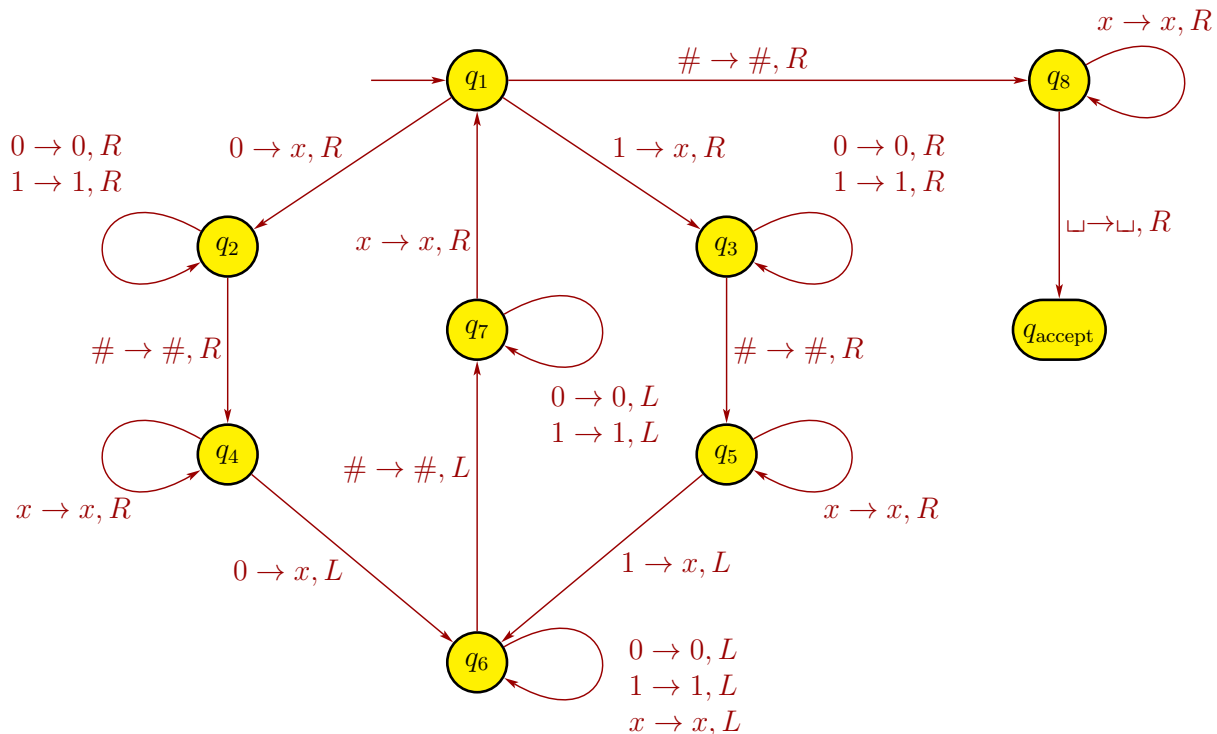 x → x, R
# → #, R
q₁
q₈
0 → 0, R
1 → 1, R
0 → x, R
1 → x, R
0 → 0, R
1 → 1, R
q₂
x → x, R
q₃
␣→␣, R
q₇
q_accept
# → #, R
# → #, R
0 → 0, L
1 → 1, L
q₄
# → #, L
q₅
x → x, R
x → x, R
0 → x, L
1 → x, L
q₆
0 → 0, L
1 → 1, L
x → x, L